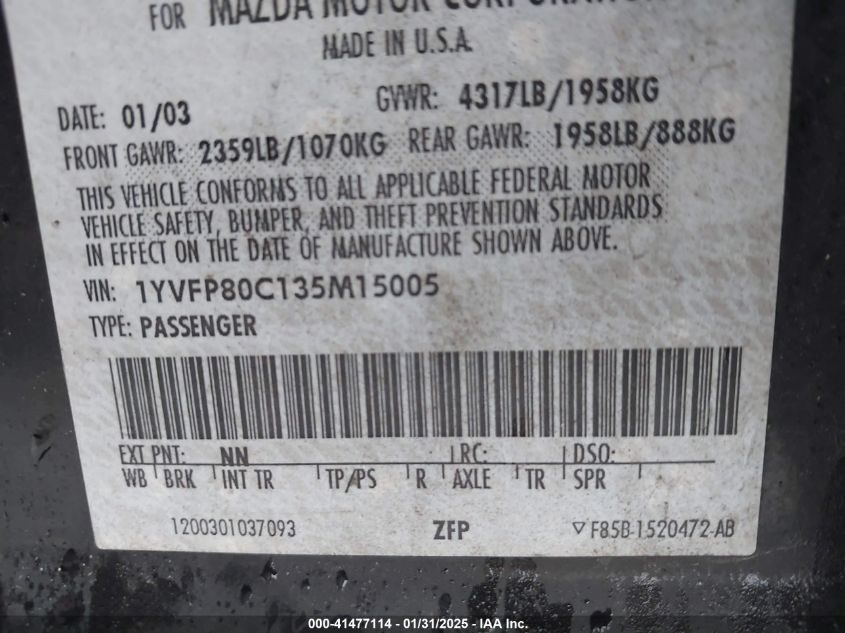 FOR MAZDA MOTOR CORPORATION
MADE IN U.S.A.
DATE: 01/03 GVWR: 4317LB/1958KG
FRONT GAWR: 2359LB/1070KG REAR GAWR: 1958LB/888KG
THIS VEHICLE CONFORMS TO ALL APPLICABLE FEDERAL MOTOR
VEHICLE SAFETY, BUMPER, AND THEFT PREVENTION STANDARDS
IN EFFECT ON THE DATE OF MANUFACTURE SHOWN ABOVE.
VIN: 1YVFP80C135M15005
TYPE: PASSENGER
EXT PNT: NN RC: DSO:
WB BRK INT TR TP/PS R AXLE TR SPR
1200301037093 ZFP ▽ F85B-1520472-AB
000-41477114 - 01/31/2025 - IAA Inc.